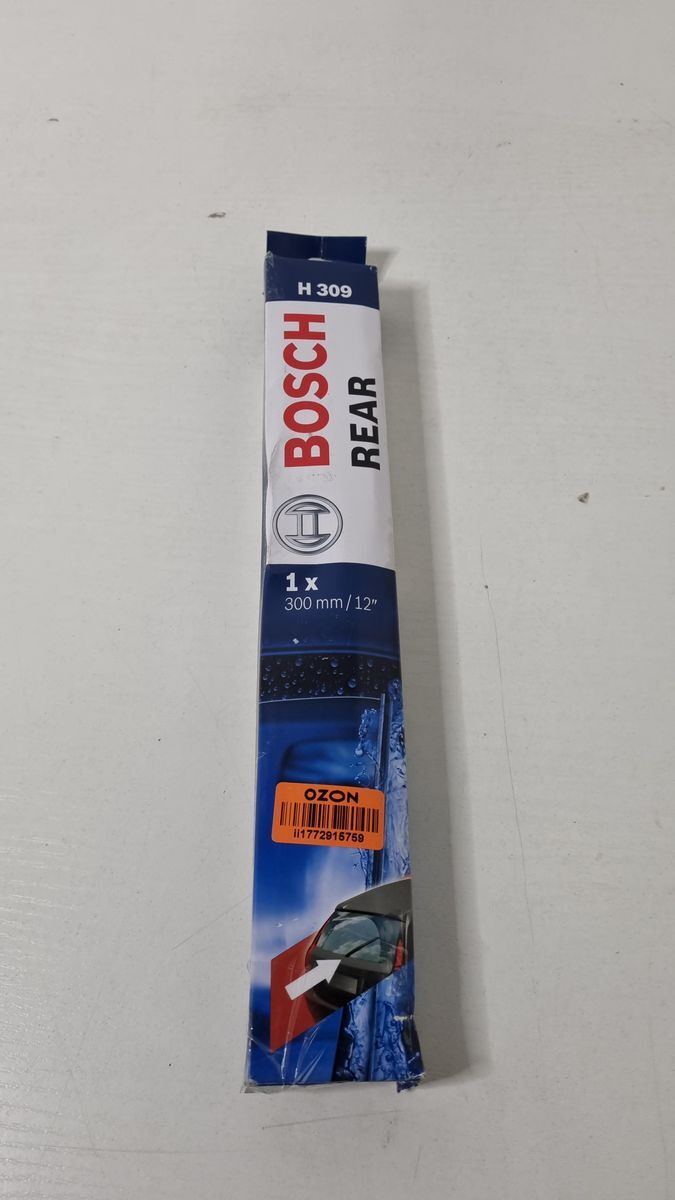 H 309
BOSCH
REAR
1 x
300 mm / 12"
OZON
ii1772915759